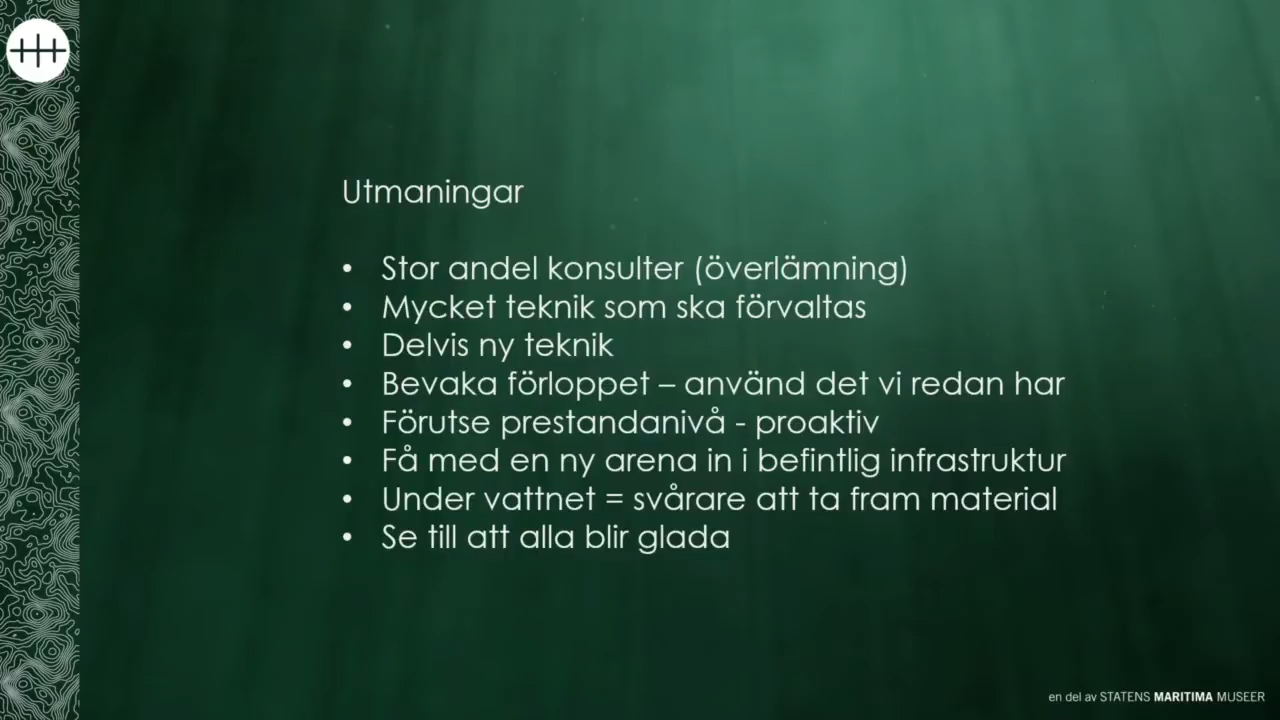 Utmaningar
• Stor andel konsulter (överlämning)
• Mycket teknik som ska förvaltas
• Delvis ny teknik
• Bevaka förloppet – använd det vi redan har
• Förutse prestandanivå - proaktiv
• Få med en ny arena in i befintlig infrastruktur
• Under vattnet = svårare att ta fram material
• Se till att alla blir glada
en del av STATENS MARITIMA MUSEER